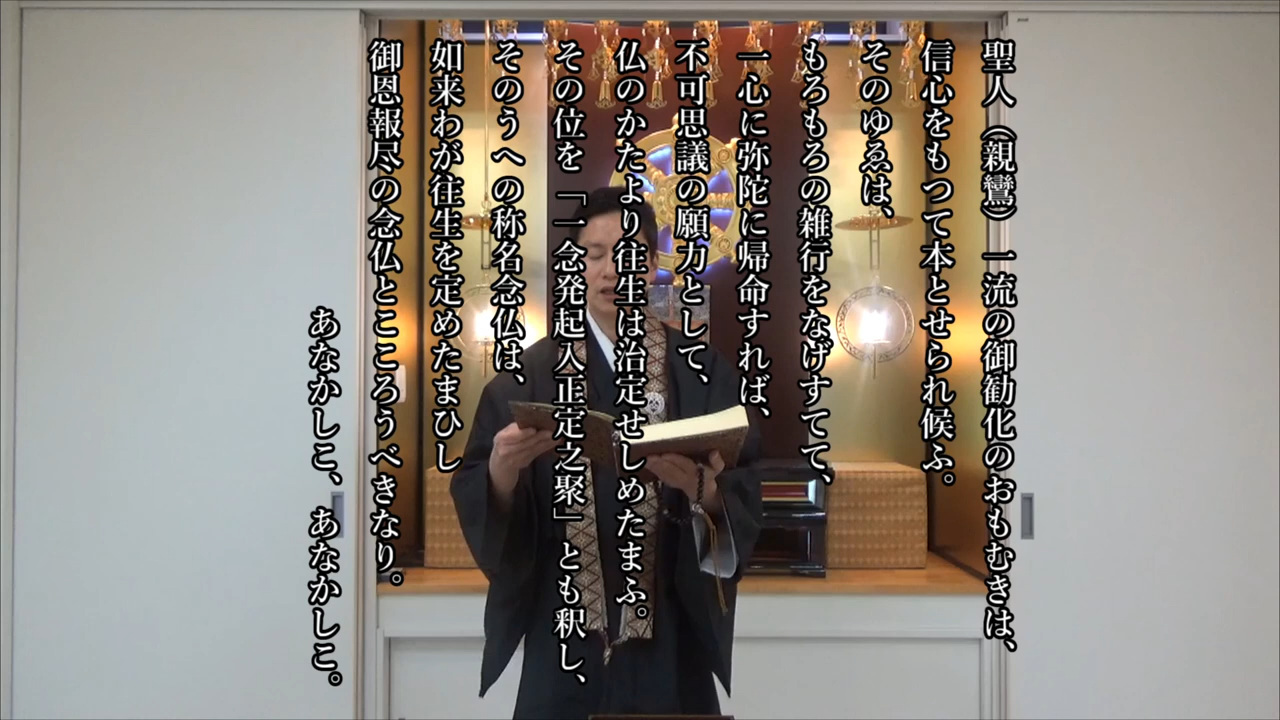 聖人（親鸞）一流の御勧化のおもむきは、
信心をもつて本とせられ候ふ。
そのゆゑは、
もろもろの雑行をなげすてて、
一心に弥陀に帰命すれば、
不可思議の願力として、
仏のかたより往生は治定せしめたまふ。
その位を「一念発起入正定之聚」とも釈し、
そのうへの称名念仏は、
如来わが往生を定めたまひし
御恩報尽の念仏とこころうべきなり。
あなかしこ、あなかしこ。